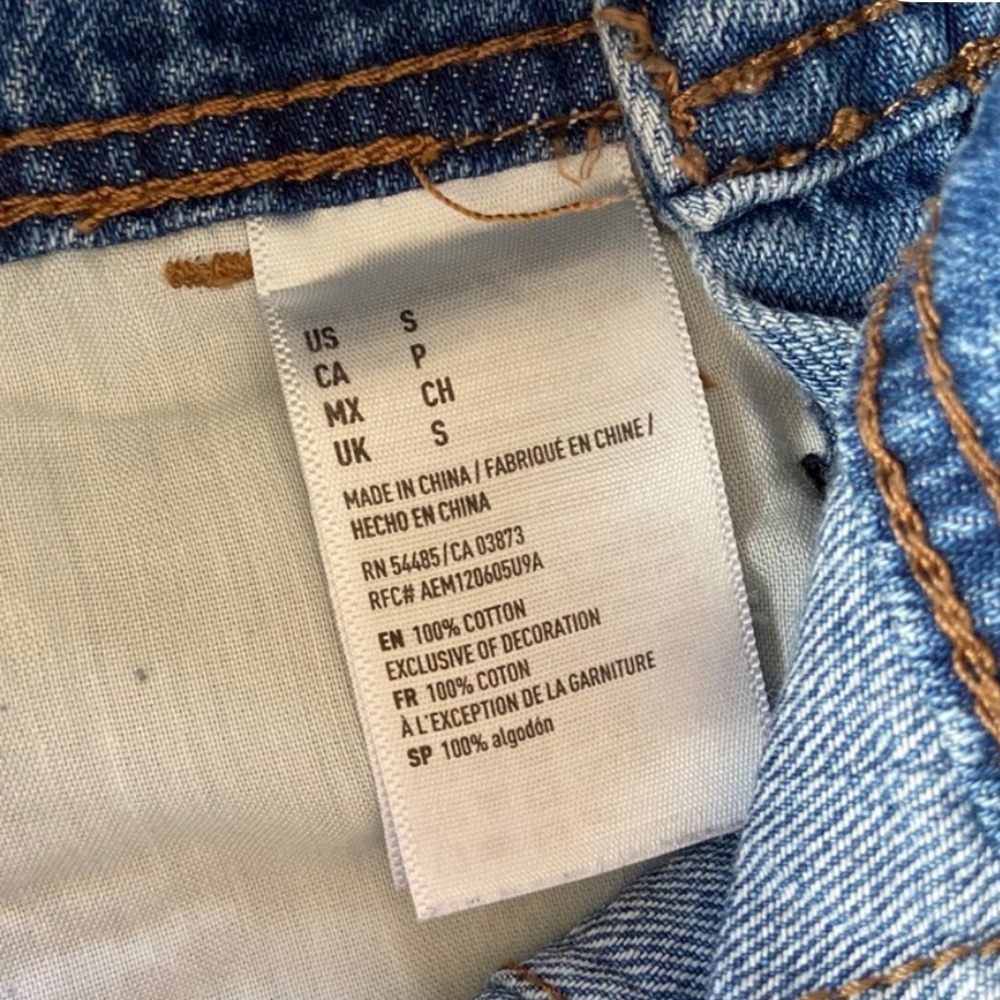 US S
CA P
MX CH
UK S
MADE IN CHINA / FABRIQUÉ EN CHINE /
HECHO EN CHINA
RN 54485/CA 03873
RFC# AEM120605U9A
EN 100% COTTON
EXCLUSIVE OF DECORATION
FR 100% COTON
À L'EXCEPTION DE LA GARNITURE
SP 100% algodón